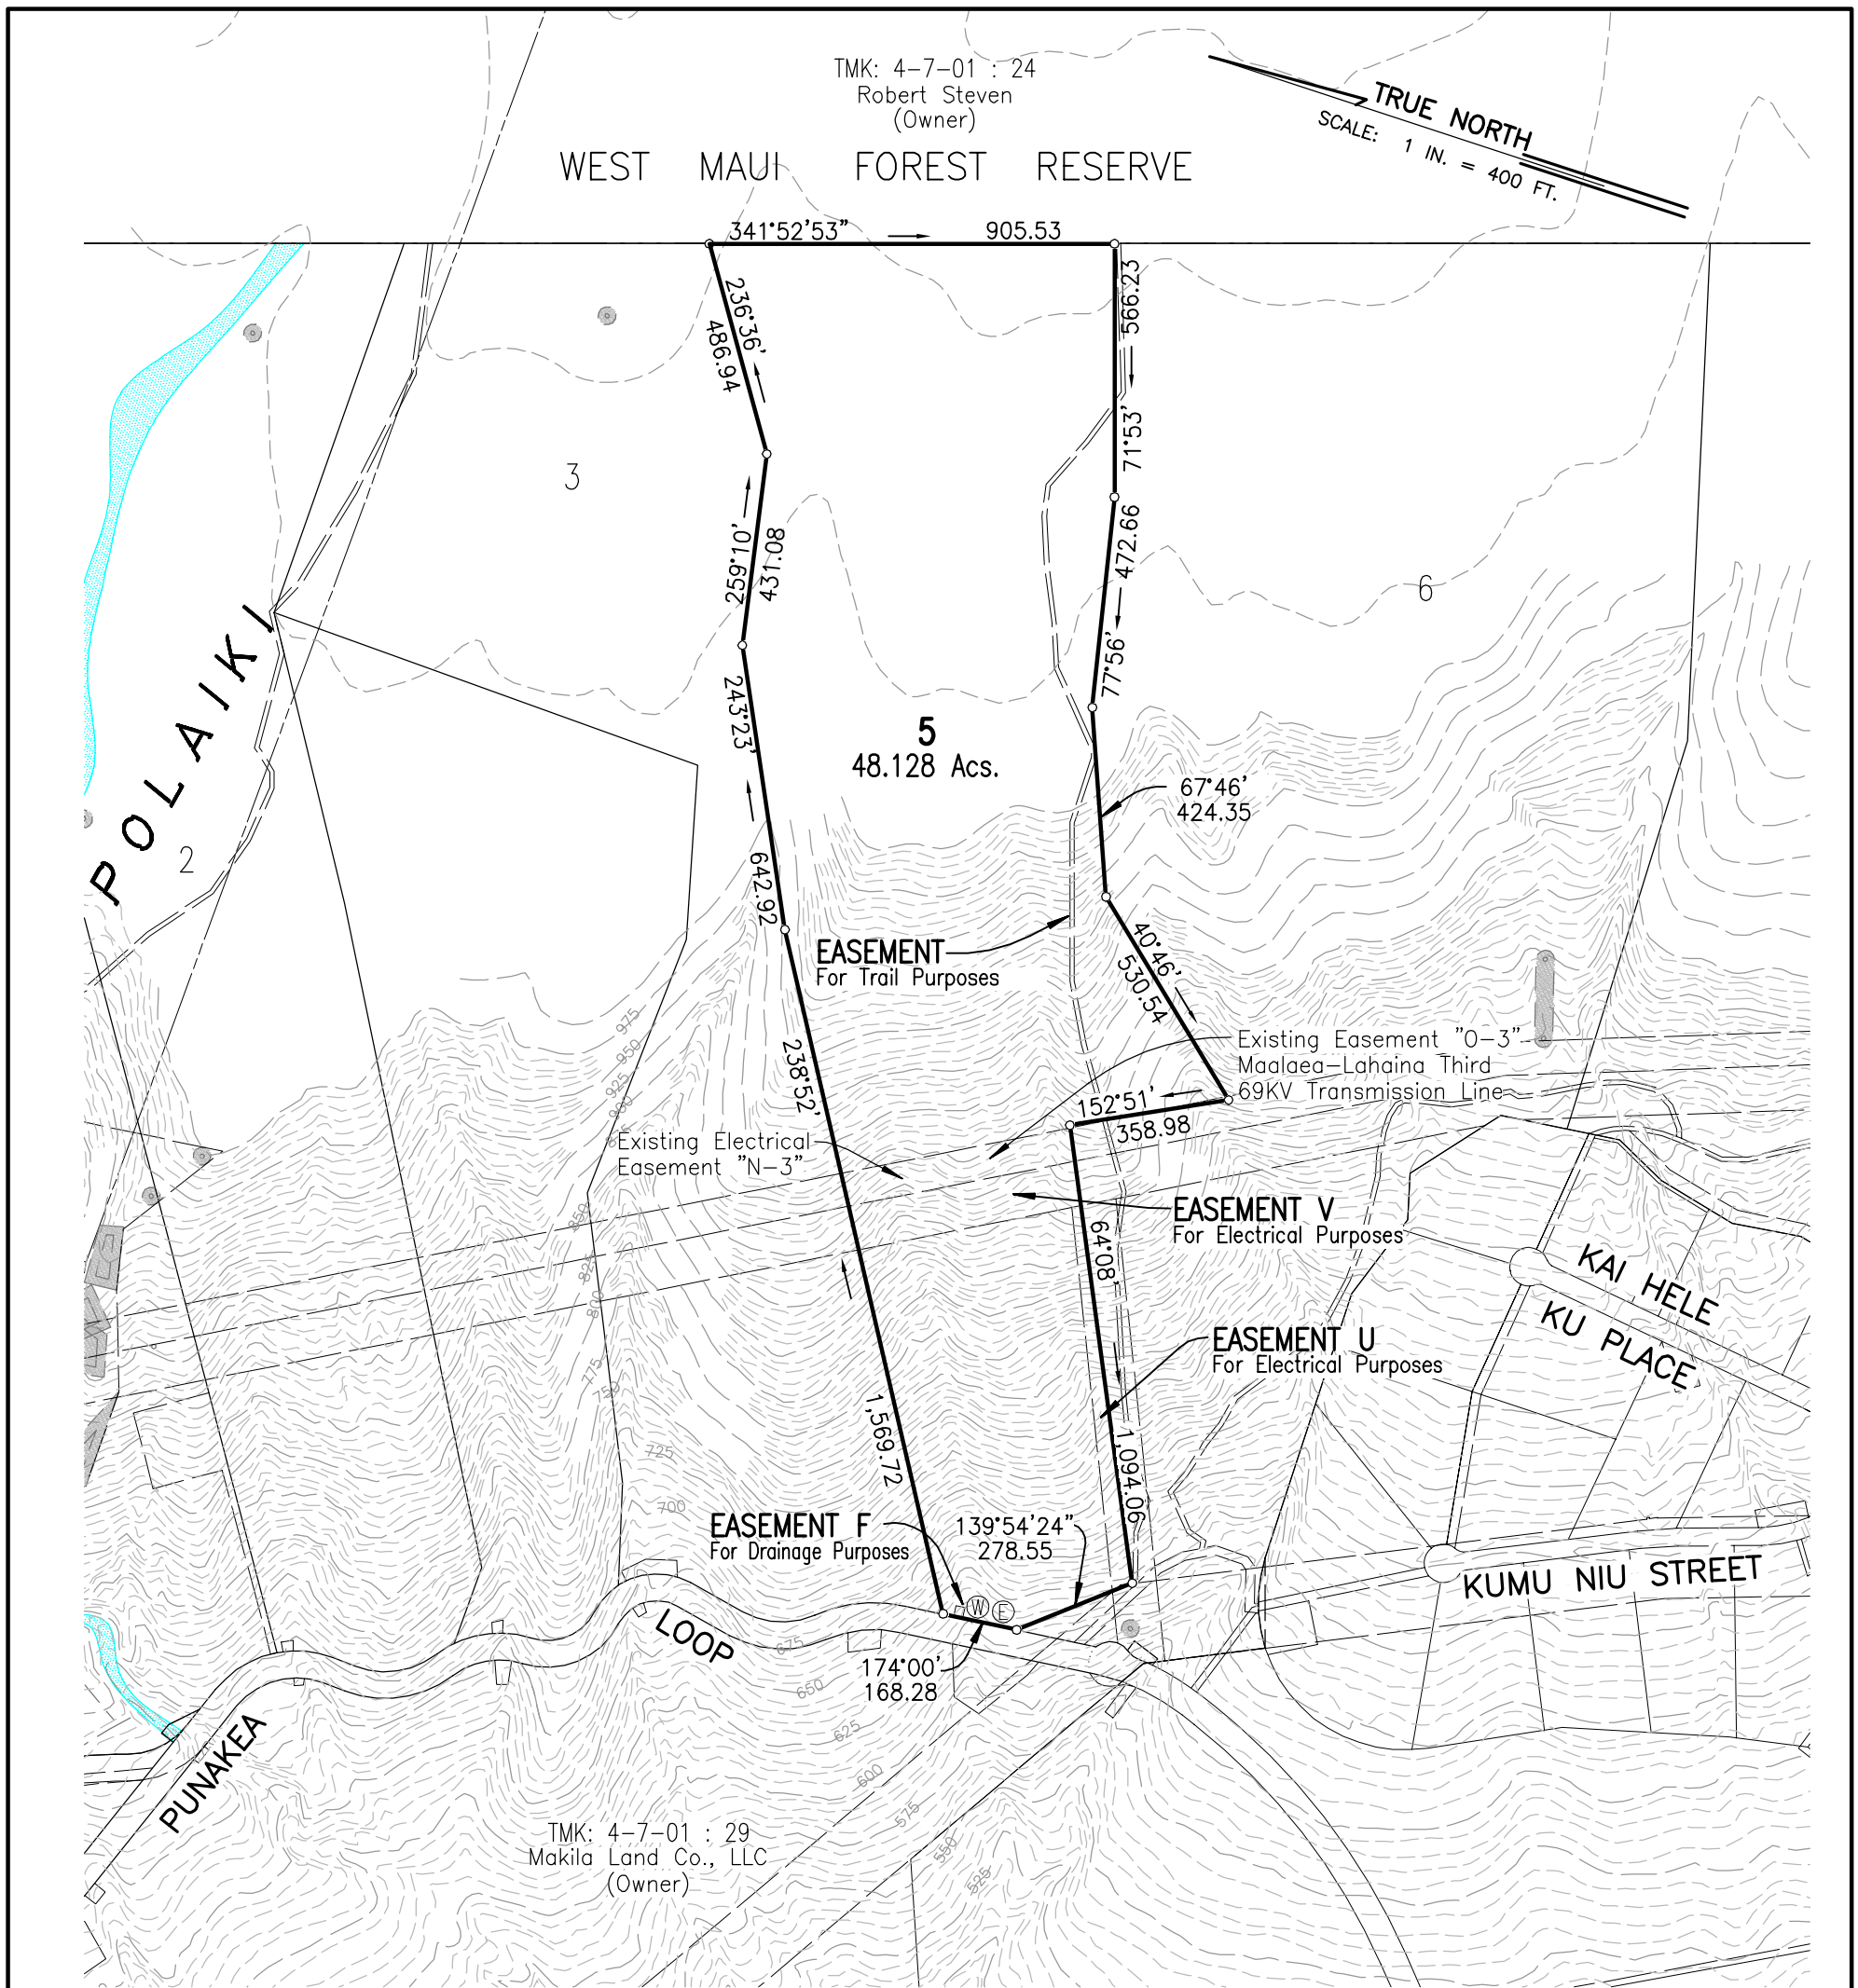 TMK: 4-7-01 : 24
Robert Steven
(Owner)
WEST MAUI FOREST RESERVE
TRUE NORTH
SCALE: 1 IN. = 400 FT.
341°52'53" 905.53
236°36'
486.94
566.23
71°53'
3
259°10'
431.08
472.66
77°56'
6
POLAIKI
2
243°23'
642.92
5
48.128 Acs.
67°46'
424.35
EASEMENT
For Trail Purposes
40°46'
530.54
975
950
925
900
238°52'
1,569.72
Existing Easement "O-3"
Maalaea-Lahaina Third
69KV Transmission Line
152°51'
358.98
Existing Electrical
Easement "N-3"
850
825
800
775
750
725
700
EASEMENT V
For Electrical Purposes
64°08'
1,094.06
EASEMENT U
For Electrical Purposes
KAI HELE
KU PLACE
EASEMENT F
For Drainage Purposes
139°54'24"
278.55
W E
KUMU NIU STREET
LOOP
174°00'
168.28
675
650
625
600
575
550
525
PUNAKEA
TMK: 4-7-01 : 29
Makila Land Co., LLC
(Owner)